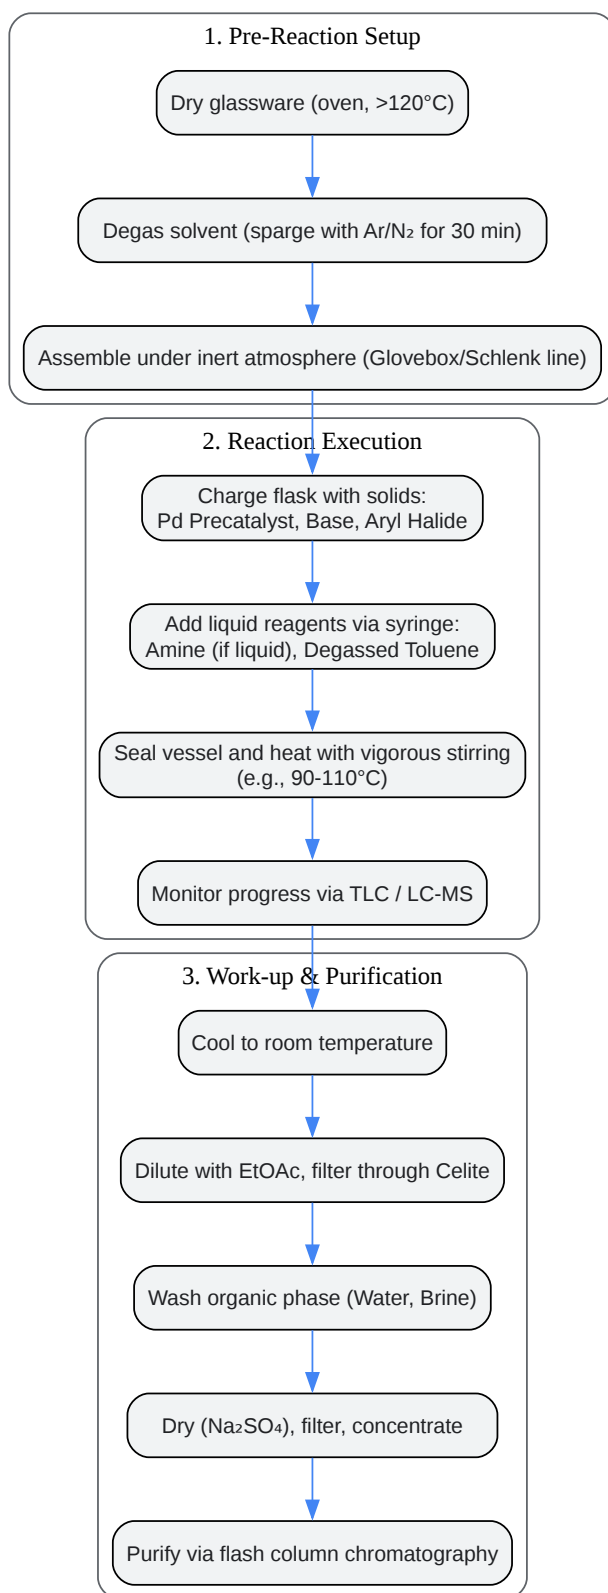 1. Pre-Reaction Setup
Dry glassware (oven, >120°C)
Degas solvent (sparge with Ar/N₂ for 30 min)
Assemble under inert atmosphere (Glovebox/Schlenk line)
2. Reaction Execution
Charge flask with solids:
Pd Precatalyst, Base, Aryl Halide
Add liquid reagents via syringe:
Amine (if liquid), Degassed Toluene
Seal vessel and heat with vigorous stirring
(e.g., 90-110°C)
Monitor progress via TLC / LC-MS
3. Work-up & Purification
Cool to room temperature
Dilute with EtOAc, filter through Celite
Wash organic phase (Water, Brine)
Dry (Na₂SO₄), filter, concentrate
Purify via flash column chromatography